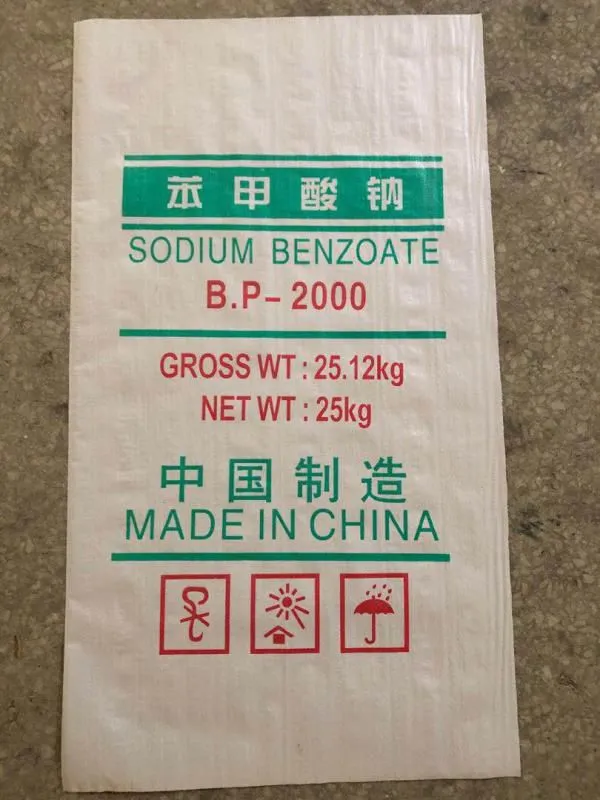 苯甲酸钠
SODIUM BENZOATE
B.P-2000
GROSS WT : 25.12kg
NET WT : 25kg
中国制造
MADE IN CHINA